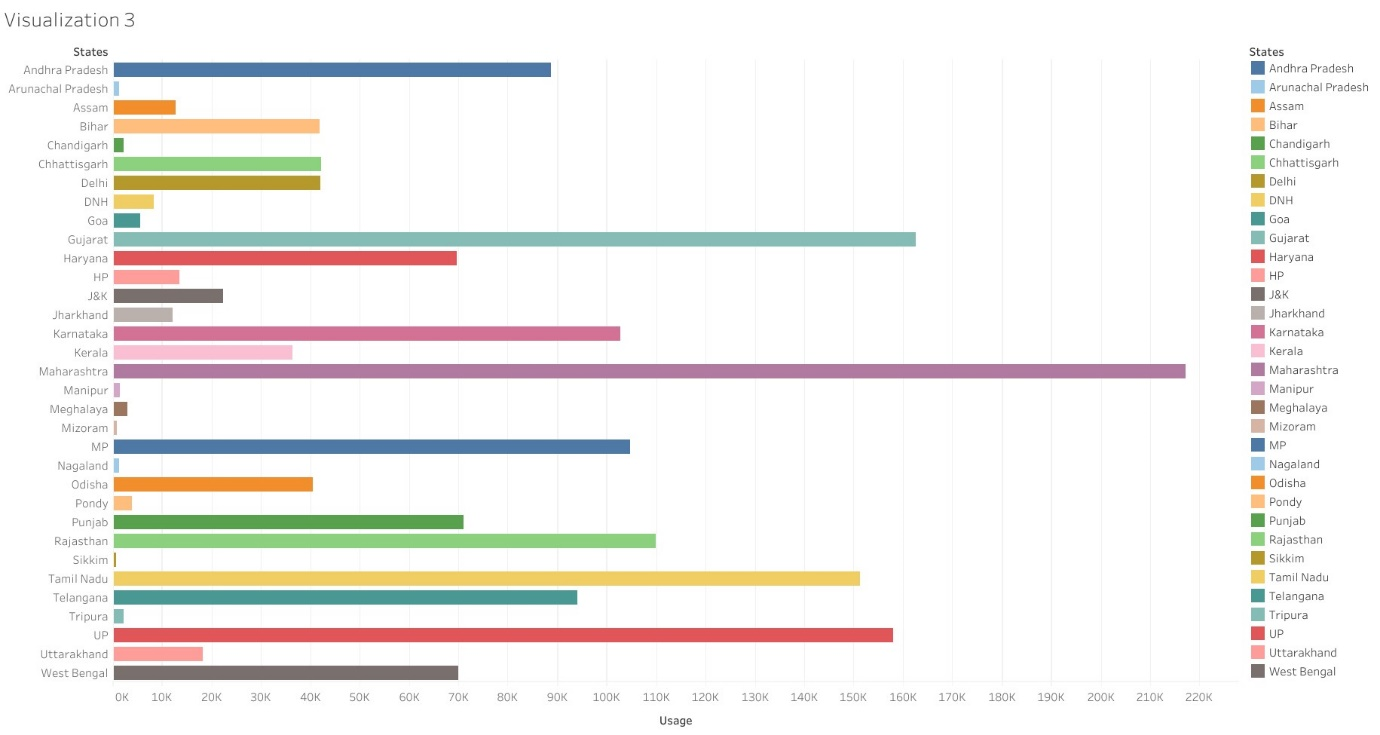 Visualization 3
States
Andhra Pradesh
Arunachal Pradesh
Assam
Bihar
Chandigarh
Chhattisgarh
Delhi
DNH
Goa
Gujarat
Haryana
HP
J&K
Jharkhand
Karnataka
Kerala
Maharashtra
Manipur
Meghalaya
Mizoram
MP
Nagaland
Odisha
Pondy
Punjab
Rajasthan
Sikkim
Tamil Nadu
Telangana
Tripura
UP
Uttarakhand
West Bengal
0K 10K 20K 30K 40K 50K 60K 70K 80K 90K 100K 110K 120K 130K 140K 150K 160K 170K 180K 190K 200K 210K 220K
Usage
States
Andhra Pradesh
Arunachal Pradesh
Assam
Bihar
Chandigarh
Chhattisgarh
Delhi
DNH
Goa
Gujarat
Haryana
HP
J&K
Jharkhand
Karnataka
Kerala
Maharashtra
Manipur
Meghalaya
Mizoram
MP
Nagaland
Odisha
Pondy
Punjab
Rajasthan
Sikkim
Tamil Nadu
Telangana
Tripura
UP
Uttarakhand
West Bengal